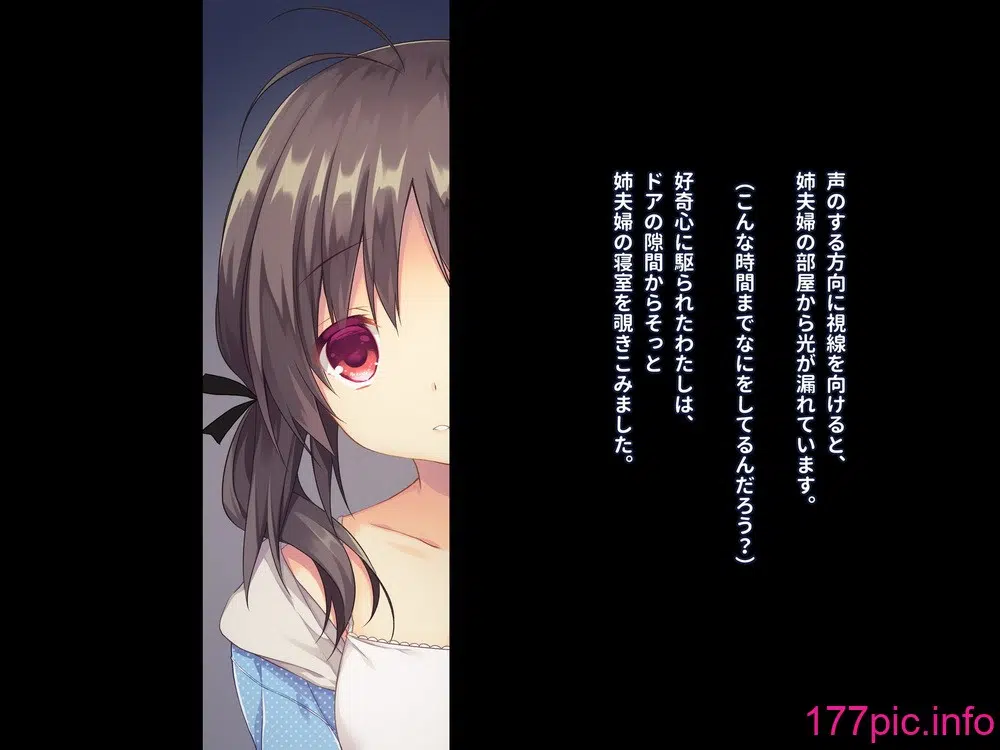 声のする方向に視線を向けると、
姉夫婦の部屋から光が漏れています。
(こんな時間までなにをしてるんだろう？)
好奇心に駆られたわたしは、
ドアの隙間からそっと
姉夫婦の寝室を覗きこみました。
177pic.info